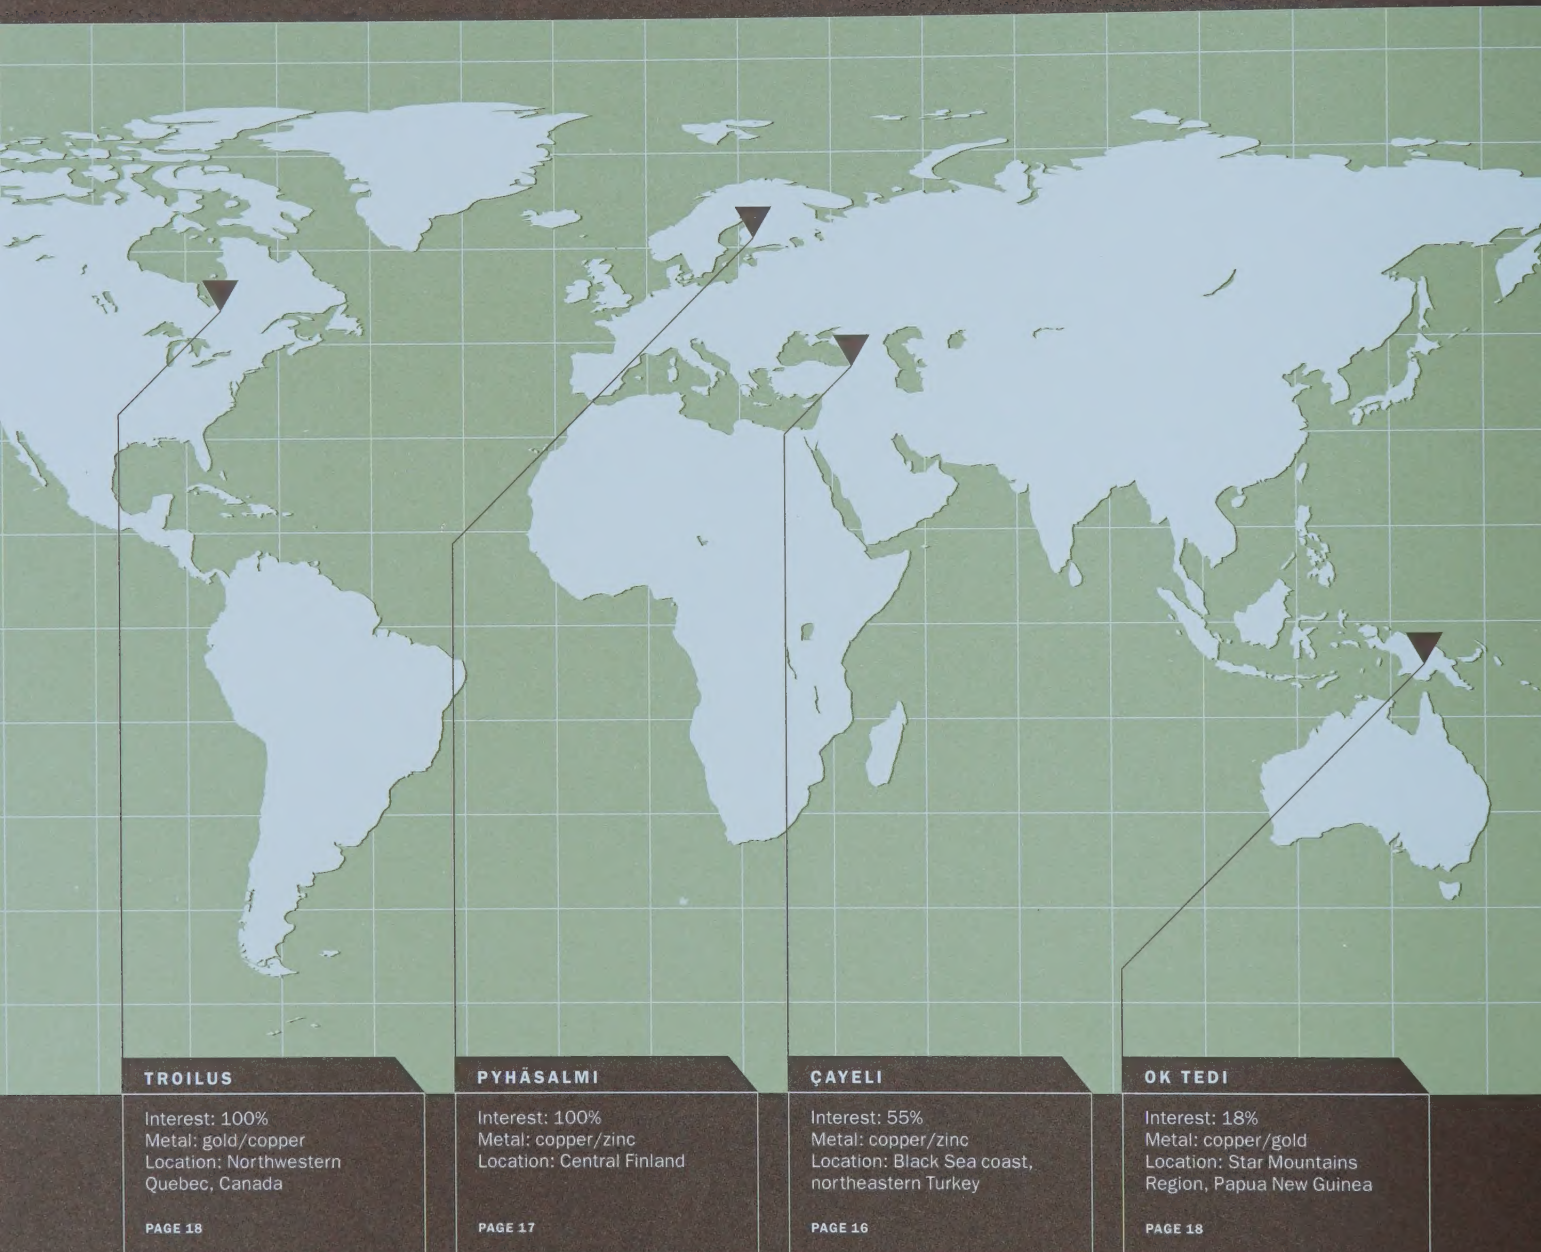 TROILUS
Interest: 100%
Metal: gold/copper
Location: Northwestern
Quebec, Canada
PAGE 18
PYHÄSALMI
Interest: 100%
Metal: copper/zinc
Location: Central Finland
PAGE 17
ÇAYELI
Interest: 55%
Metal: copper/zinc
Location: Black Sea coast,
northeastern Turkey
PAGE 16
OK TEDI
Interest: 18%
Metal: copper/gold
Location: Star Mountains
Region, Papua New Guinea
PAGE 18